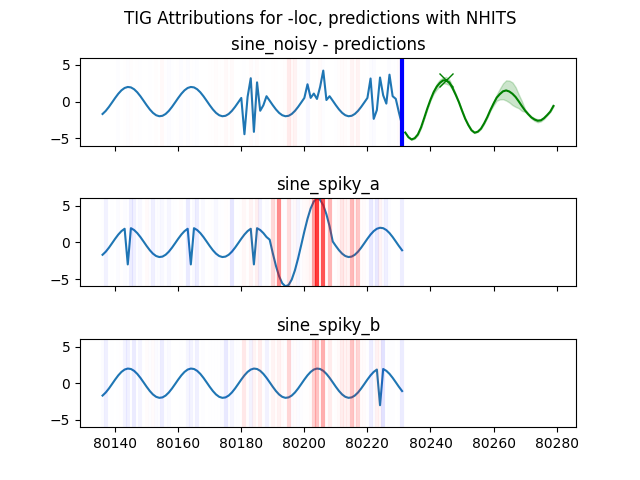 TIG Attributions for -loc, predictions with NHITS
sine_noisy - predictions
5
0
−5
sine_spiky_a
5
0
−5
sine_spiky_b
5
0
−5
80140 80160 80180 80200 80220 80240 80260 80280